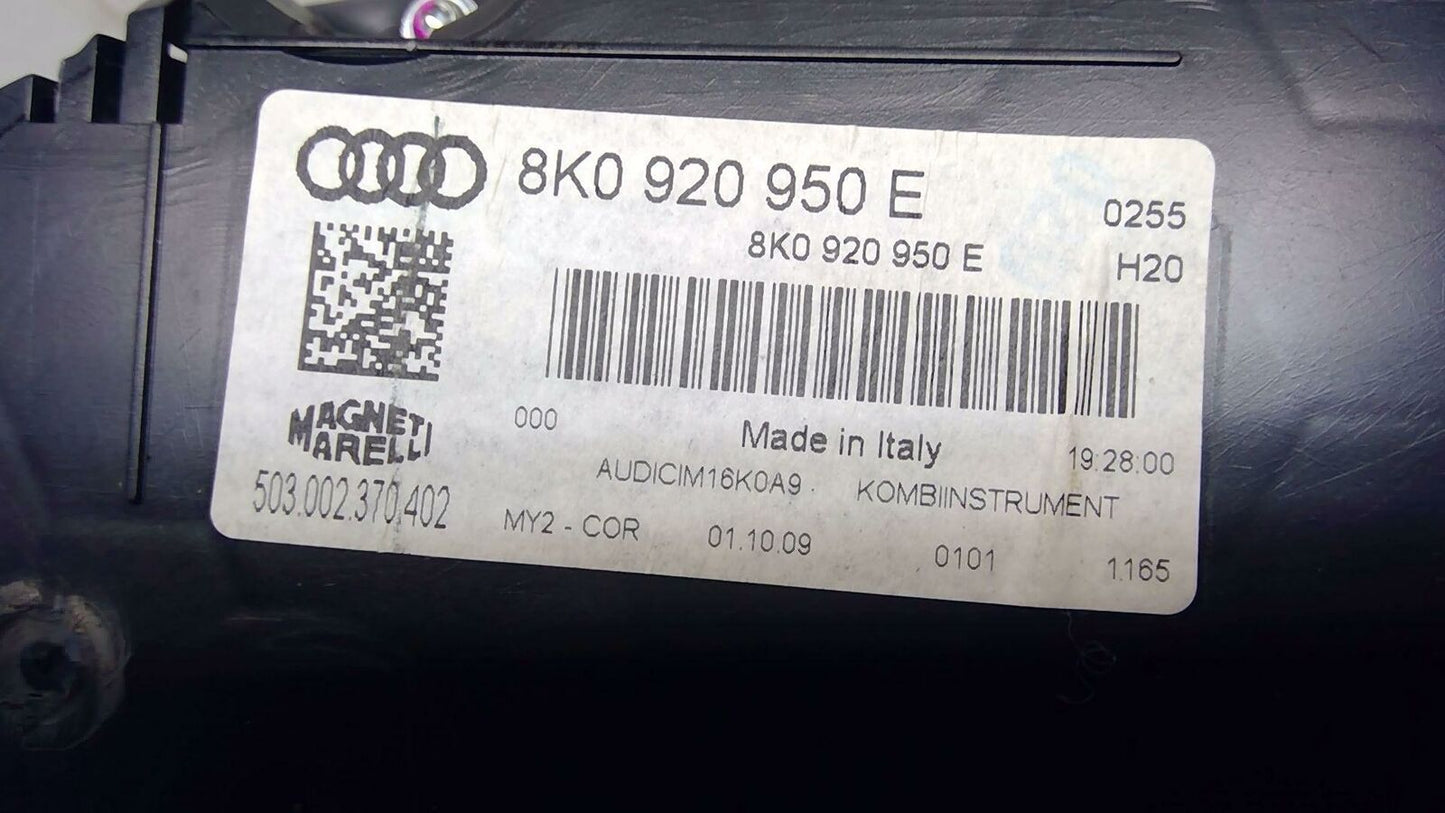 8K0 920 950 E
0255
8K0 920 950 E
H20
MAGNETI
MARELLI
000
Made in Italy
19:28:00
AUDICIM16K0A9 . KOMBIINSTRUMENT
503.002.370.402
MY2 - COR
01.10.09
0101
1.165